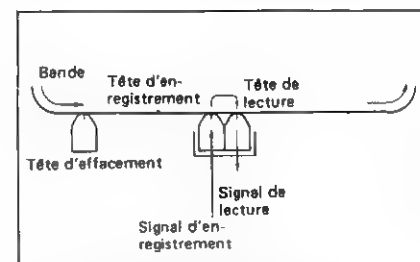 Bande
Tête d'en-
registrement
Tête de
lecture
Tête d'effacement
Signal de
lecture
Signal d'en-
registrement